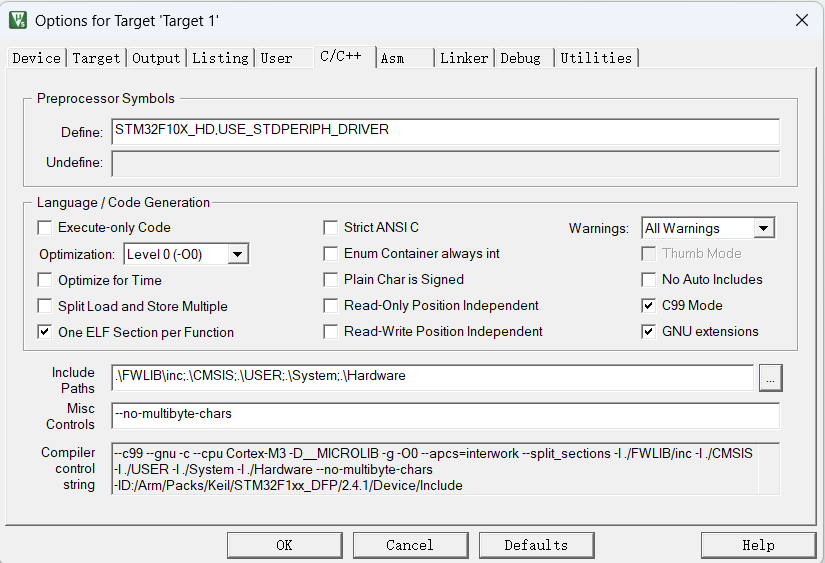 Options for Target 'Target 1'
Device Target Output Listing User C/C++ Asm Linker Debug Utilities
Preprocessor Symbols
Define: STM32F10X_HD,USE_STDPERIPH_DRIVER
Undefine:
Language / Code Generation
Execute-only Code Strict ANSI C Warnings: All Warnings
Optimization: Level 0 (-O0) Enum Container always int Thumb Mode
Optimize for Time Plain Char is Signed No Auto Includes
Split Load and Store Multiple Read-Only Position Independent C99 Mode
One ELF Section per Function Read-Write Position Independent GNU extensions
Include Paths .\FWLIB\inc;.\CMSIS;.\USER;.\System;.\Hardware ...
Misc Controls --no-multibyte-chars
Compiler control string --c99 --gnu -c --cpu Cortex-M3 -D__MICROLIB -g -O0 --apcs=interwork --split_sections -I ./FWLIB/inc -I ./CMSIS
-I ./USER -I ./System -I ./Hardware --no-multibyte-chars
-ID:/Arm/Packs/Keil/STM32F1xx_DFP/2.4.1/Device/Include
OK Cancel Defaults Help